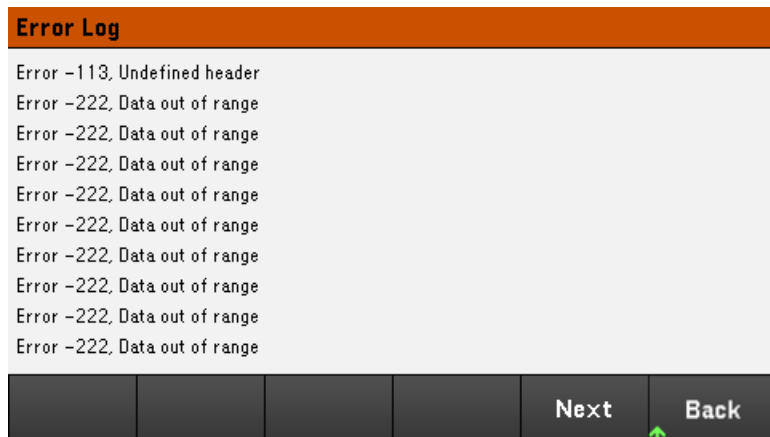 Error Log
Error -113, Undefined header
Error -222, Data out of range
Error -222, Data out of range
Error -222, Data out of range
Error -222, Data out of range
Error -222, Data out of range
Error -222, Data out of range
Error -222, Data out of range
Error -222, Data out of range
Error -222, Data out of range
Next Back